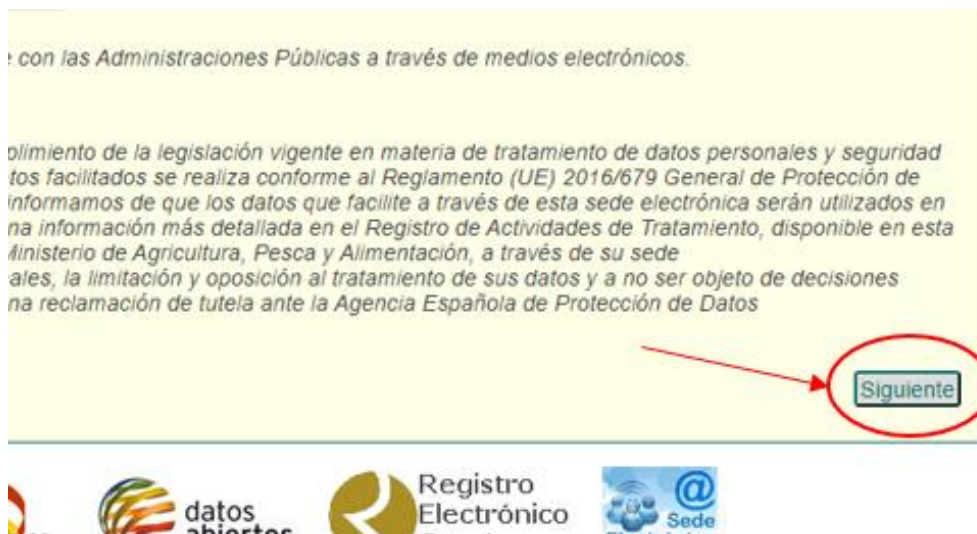 con las Administraciones Públicas a través de medios electrónicos.
de la legislación vigente en materia de tratamiento de datos personales y seguridad
facilitados se realiza conforme al Reglamento (UE) 2016/679 General de Protección de
informamos de que los datos que facilite a través de esta sede electrónica serán utilizados en
información más detallada en el Registro de Actividades de Tratamiento, disponible en esta
Ministerio de Agricultura, Pesca y Alimentación, a través de su sede
la limitación y oposición al tratamiento de sus datos y a no ser objeto de decisiones
reclamación de tutela ante la Agencia Española de Protección de Datos
Siguiente
datos
abiertos
Registro
Electrónico
@
Sede